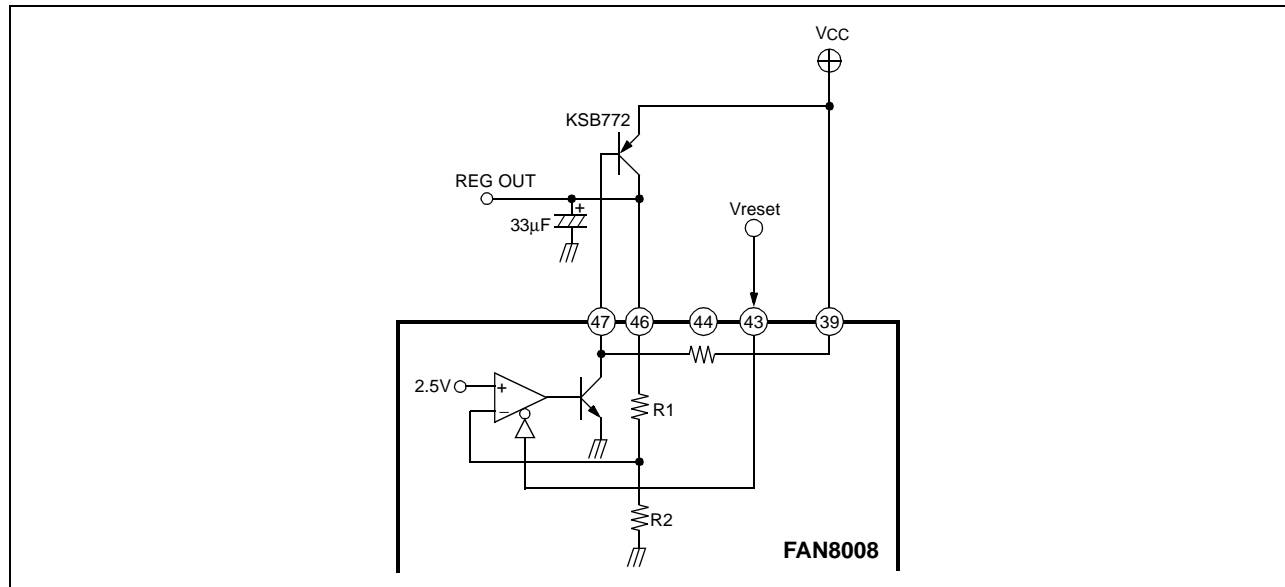 VCC
KSB772
REG OUT
+
33μF
Vreset
47
46
44
43
39
2.5V
+
−
R1
R2
FAN8008